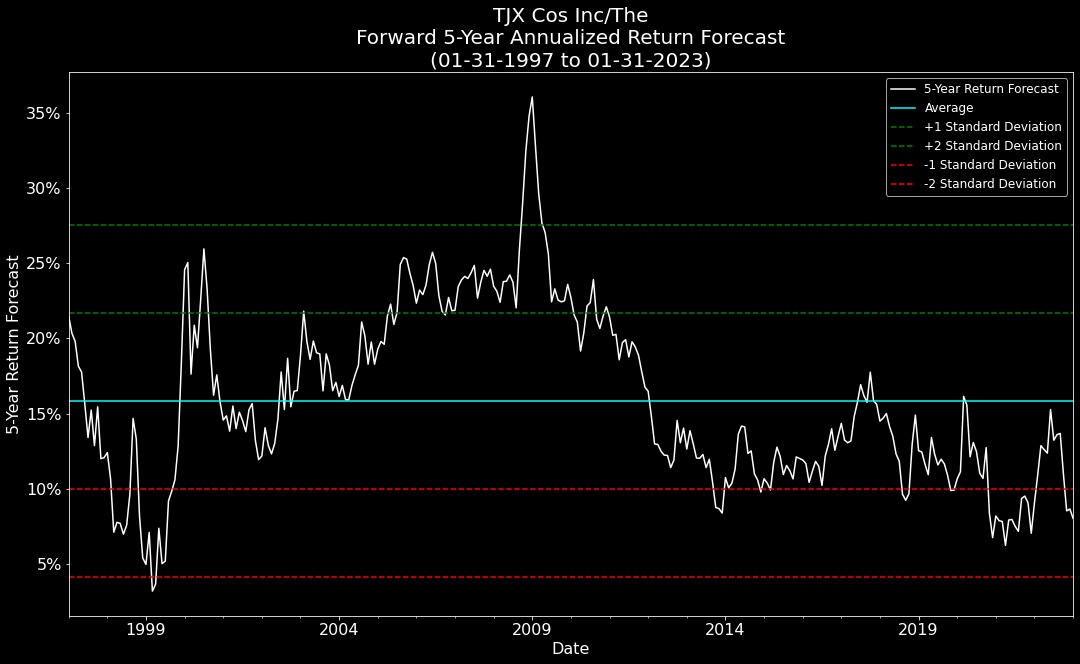 TJX Cos Inc/The
Forward 5-Year Annualized Return Forecast
(01-31-1997 to 01-31-2023)
5-Year Return Forecast
Average
+1 Standard Deviation
+2 Standard Deviation
-1 Standard Deviation
-2 Standard Deviation
5-Year Return Forecast
35%
30%
25%
20%
15%
10%
5%
1999
2004
2009
2014
2019
Date